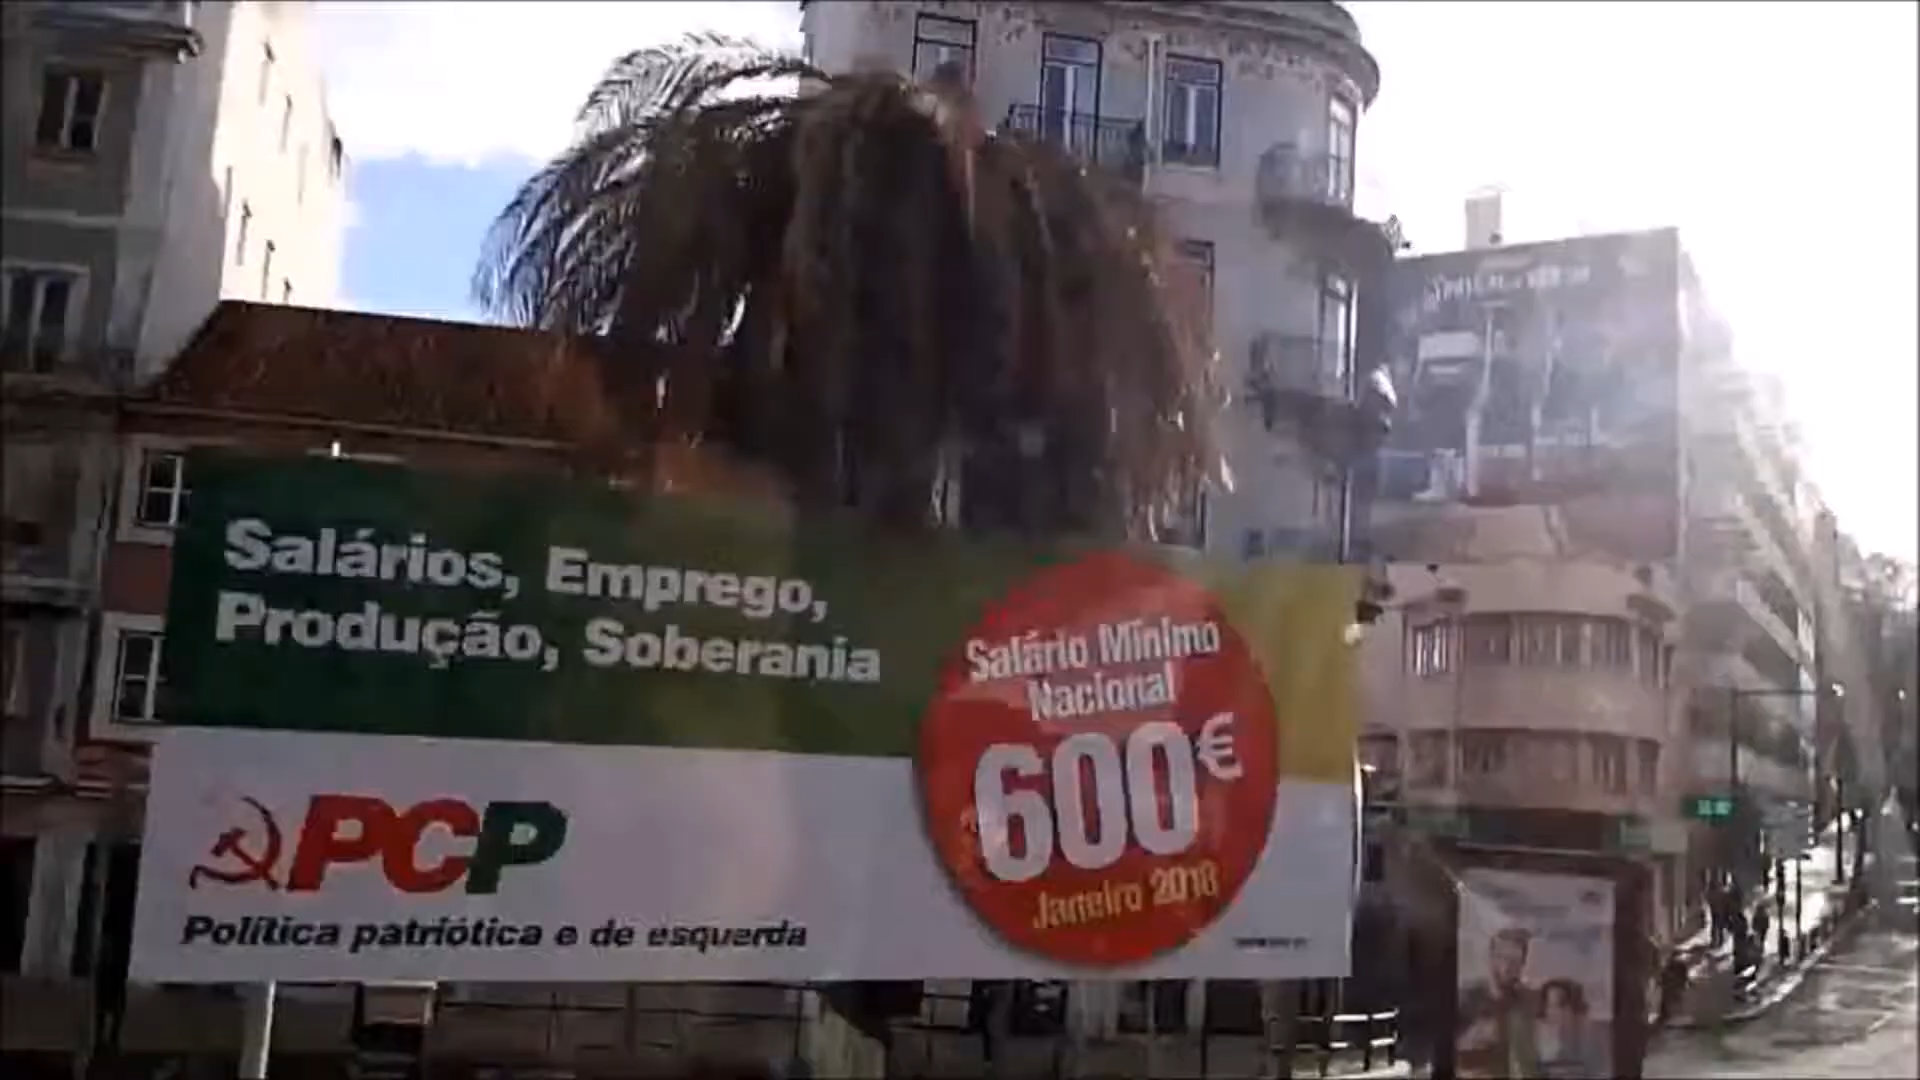 Salários, Emprego,
Produção, Soberania
Salário Mínimo
Nacional
600€
Janeiro 2018
PCP
Política patriótica e de esquerda